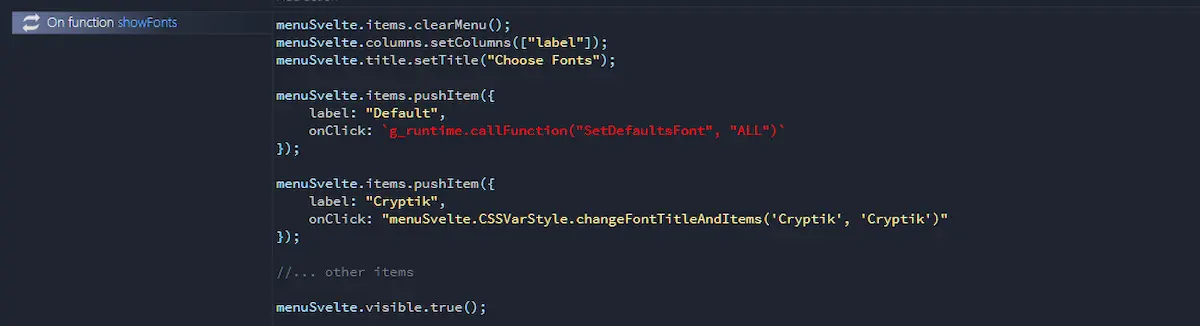 On function showFonts
menuSvelte.items.clearMenu();
menuSvelte.columns.setColumns(["label"]);
menuSvelte.title.setTitle("Choose Fonts");
menuSvelte.items.pushItem({
label: "Default",
onClick: `g_runtime.callFunction("SetDefaultsFont", "ALL")`
});
menuSvelte.items.pushItem({
label: "Cryptik",
onClick: "menuSvelte.CSSVarStyle.changeFontTitleAndItems('Cryptik', 'Cryptik')"
});
//... other items
menuSvelte.visible.true();